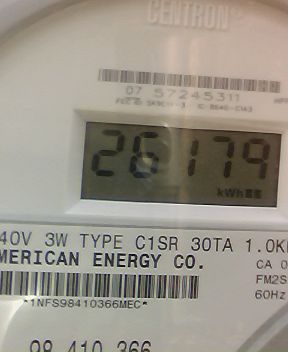 CENTRON®
07 57245311
26179
kWh
40V 3W TYPE C1SR 30TA 1.0K
MERICAN ENERGY CO. CA 0
FM2S
60Hz
*1NFS98410366MEC*
98 410 366